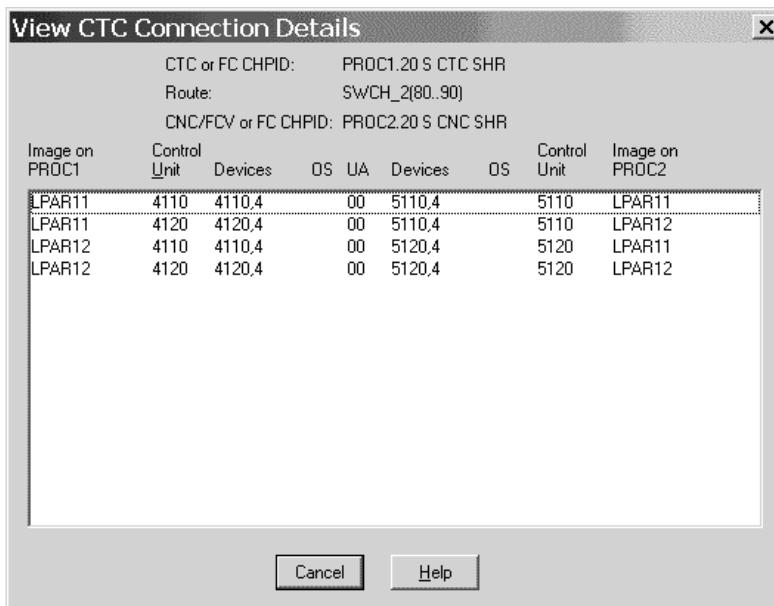 View CTC Connection Details
CTC or FC CHPID: PROC1.20 S CTC SHR
Route: SWCH_2(80..90)
CNC/FCV or FC CHPID: PROC2.20 S CNC SHR
Image on PROC1 Control Unit Devices OS UA Devices OS Control Unit Image on PROC2
LPAR11 4110 4110,4 00 5110,4 5110 LPAR11
LPAR11 4120 4120,4 00 5110,4 5110 LPAR12
LPAR12 4110 4110,4 00 5120,4 5120 LPAR11
LPAR12 4120 4120,4 00 5120,4 5120 LPAR12
Cancel Help